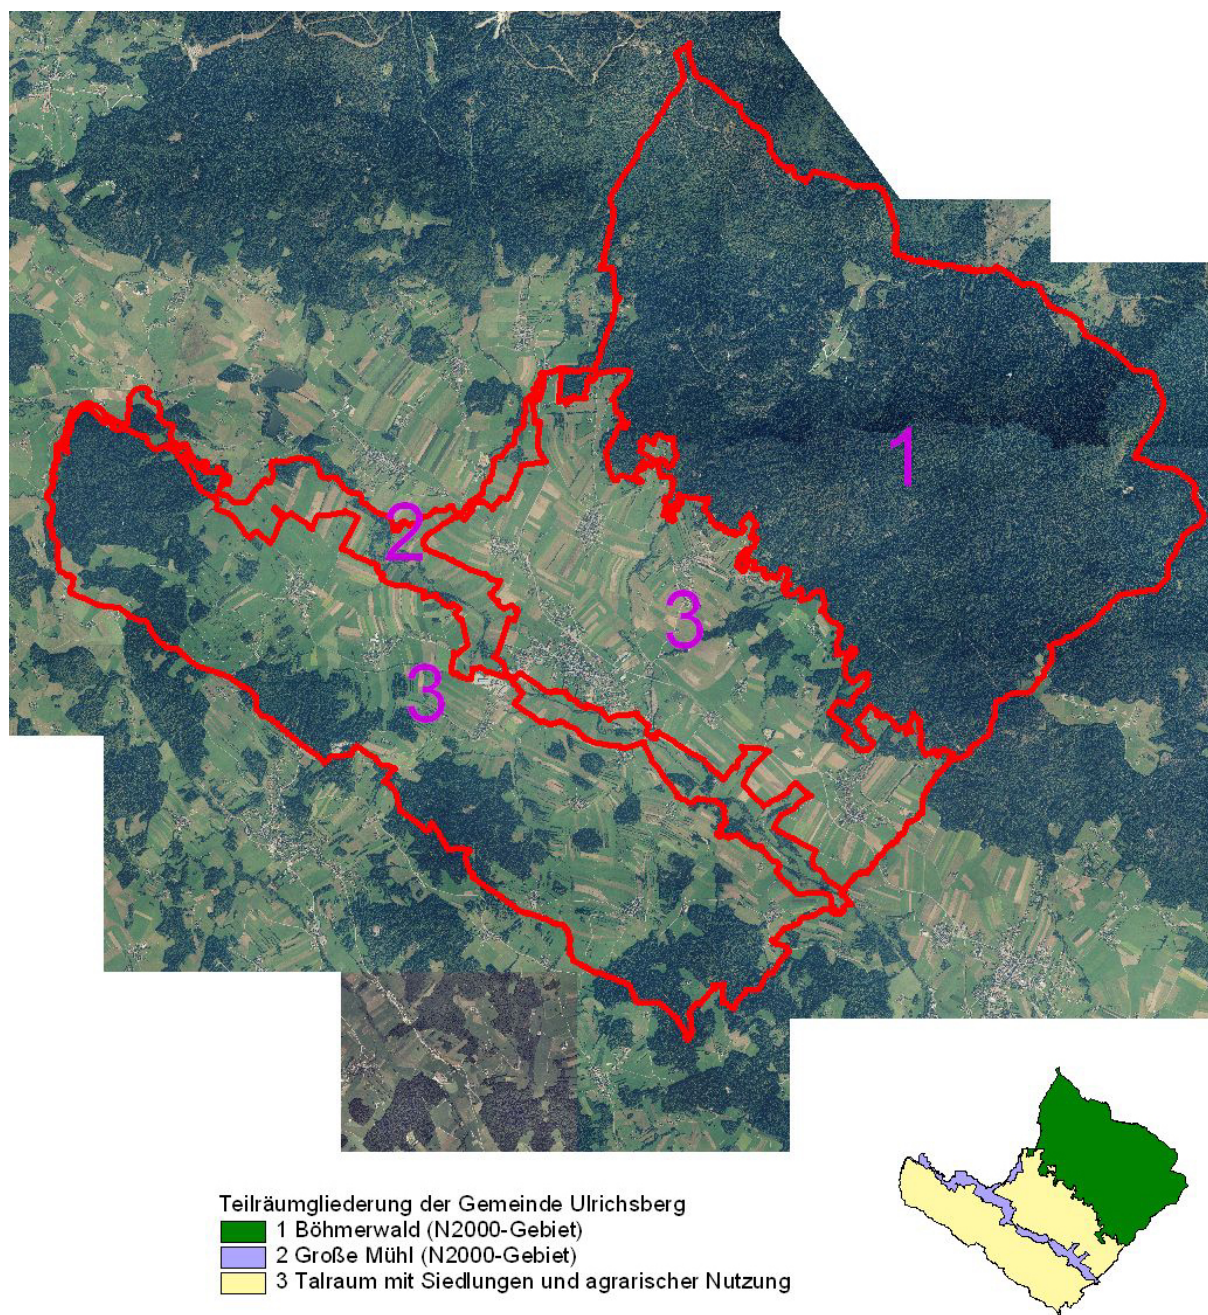 1
2
3
3
Teilräumgliederung der Gemeinde Ulrichsberg
1 Böhmerwald (N2000-Gebiet)
2 Große Mühl (N2000-Gebiet)
3 Talraum mit Siedlungen und agrarischer Nutzung